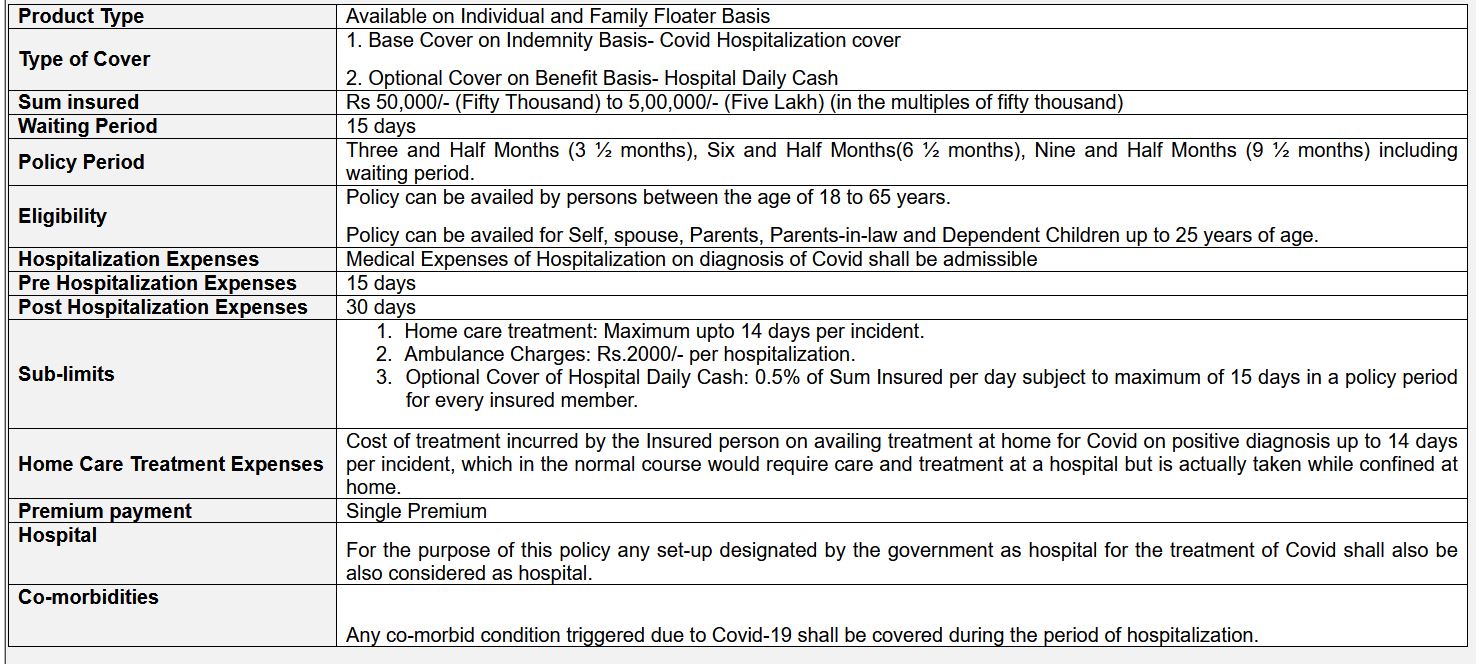 Product Type Available on Individual and Family Floater Basis
Type of Cover
1. Base Cover on Indemnity Basis- Covid Hospitalization cover
2. Optional Cover on Benefit Basis- Hospital Daily Cash
Sum insured Rs 50,000/- (Fifty Thousand) to 5,00,000/- (Five Lakh) (in the multiples of fifty thousand)
Waiting Period 15 days
Policy Period
Three and Half Months (3 ½ months), Six and Half Months(6 ½ months), Nine and Half Months (9 ½ months) including
waiting period.
Eligibility
Policy can be availed by persons between the age of 18 to 65 years.
Policy can be availed for Self, spouse, Parents, Parents-in-law and Dependent Children up to 25 years of age.
Hospitalization Expenses Medical Expenses of Hospitalization on diagnosis of Covid shall be admissible
Pre Hospitalization Expenses 15 days
Post Hospitalization Expenses 30 days
Sub-limits
1. Home care treatment: Maximum upto 14 days per incident.
2. Ambulance Charges: Rs.2000/- per hospitalization.
3. Optional Cover of Hospital Daily Cash: 0.5% of Sum Insured per day subject to maximum of 15 days in a policy period
for every insured member.
Home Care Treatment Expenses
Cost of treatment incurred by the Insured person on availing treatment at home for Covid on positive diagnosis up to 14 days
per incident, which in the normal course would require care and treatment at a hospital but is actually taken while confined at
home.
Premium payment Single Premium
Hospital
For the purpose of this policy any set-up designated by the government as hospital for the treatment of Covid shall also be
also considered as hospital.
Co-morbidities
Any co-morbid condition triggered due to Covid-19 shall be covered during the period of hospitalization.